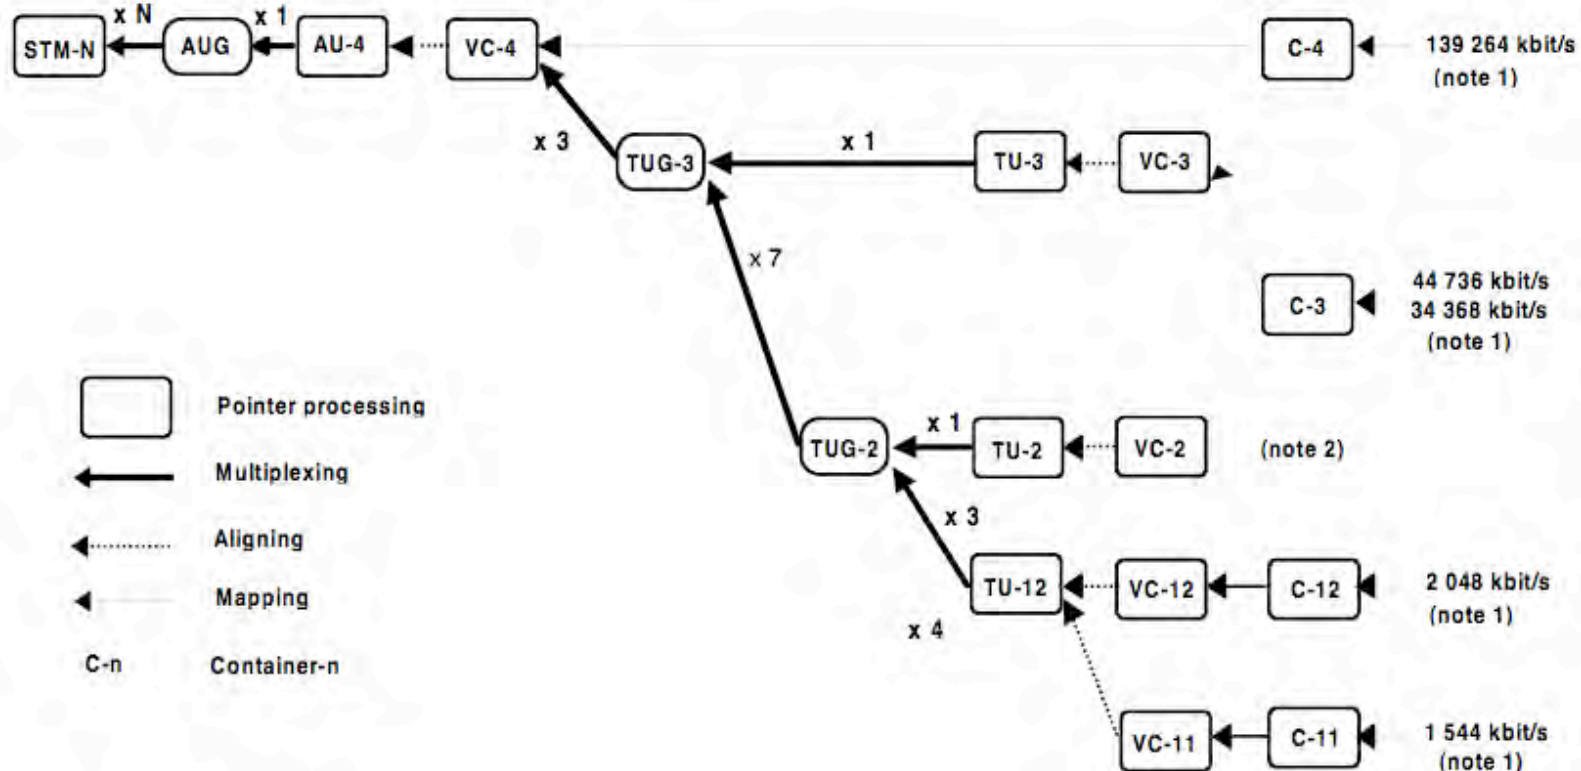 x N
x 1
STM-N
AUG
AU-4
VC-4
C-4
139 264 kbit/s
(note 1)
x 3
TUG-3
x 1
TU-3
VC-3
x 7
C-3
44 736 kbit/s
34 368 kbit/s
(note 1)
Pointer processing
Multiplexing
Aligning
Mapping
C-n
Container-n
TUG-2
x 1
TU-2
VC-2
(note 2)
x 3
TU-12
VC-12
C-12
2 048 kbit/s
(note 1)
x 4
VC-11
C-11
1 544 kbit/s
(note 1)